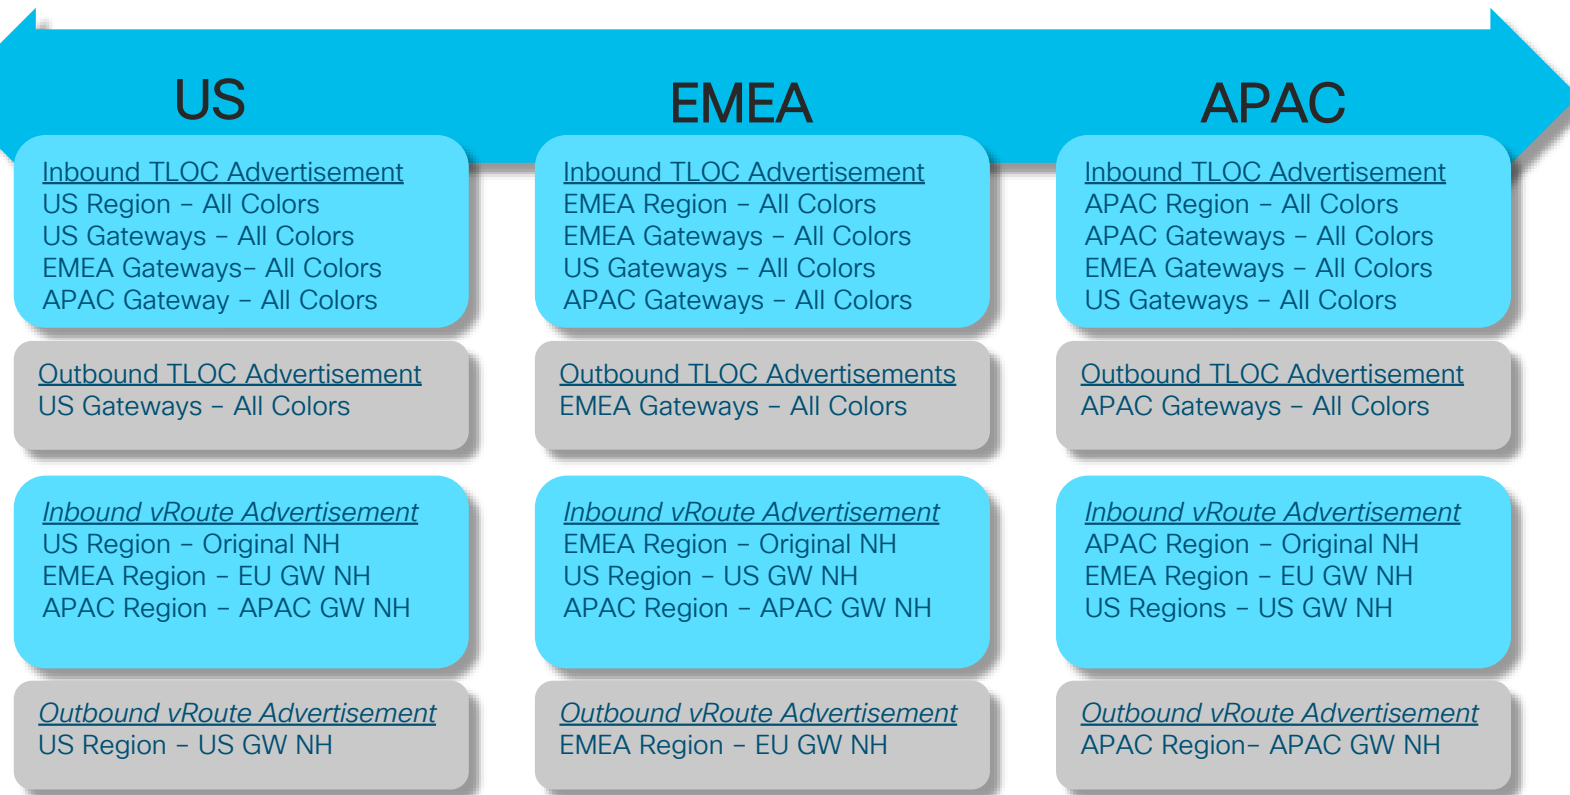 US
Inbound TLOC Advertisement
US Region – All Colors
US Gateways – All Colors
EMEA Gateways– All Colors
APAC Gateway – All Colors
Outbound TLOC Advertisement
US Gateways – All Colors
Inbound vRoute Advertisement
US Region – Original NH
EMEA Region – EU GW NH
APAC Region – APAC GW NH
Outbound vRoute Advertisement
US Region – US GW NH
EMEA
Inbound TLOC Advertisement
EMEA Region – All Colors
EMEA Gateways – All Colors
US Gateways – All Colors
APAC Gateways – All Colors
Outbound TLOC Advertisements
EMEA Gateways – All Colors
Inbound vRoute Advertisement
EMEA Region – Original NH
US Region – US GW NH
APAC Region – APAC GW NH
Outbound vRoute Advertisement
EMEA Region – EU GW NH
APAC
Inbound TLOC Advertisement
APAC Region – All Colors
APAC Gateways – All Colors
EMEA Gateways – All Colors
US Gateways – All Colors
Outbound TLOC Advertisement
APAC Gateways – All Colors
Inbound vRoute Advertisement
APAC Region – Original NH
EMEA Region – EU GW NH
US Regions – US GW NH
Outbound vRoute Advertisement
APAC Region– APAC GW NH